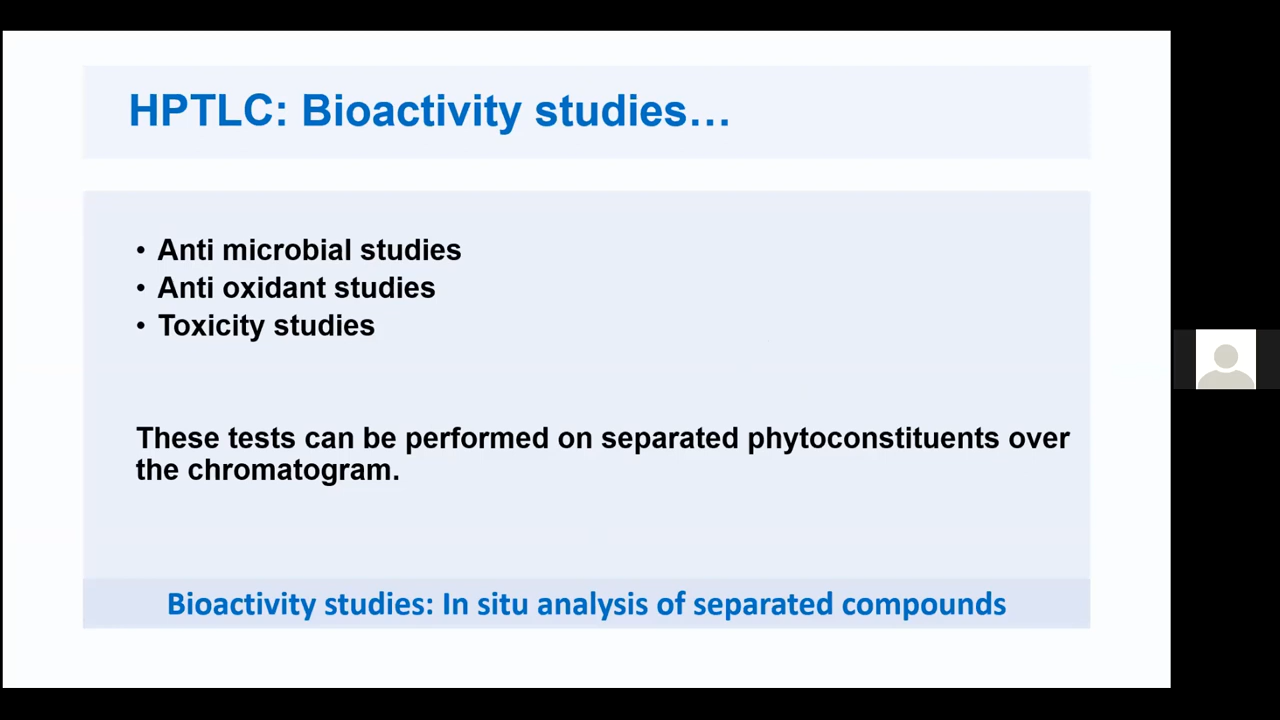 HPTLC: Bioactivity studies…
• Anti microbial studies
• Anti oxidant studies
• Toxicity studies
These tests can be performed on separated phytoconstituents over
the chromatogram.
Bioactivity studies: In situ analysis of separated compounds